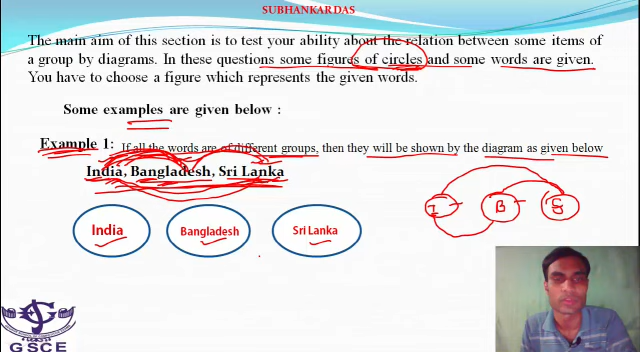 SUBHANKAR DAS
The main aim of this section is to test your ability about the relation between some items of
a group by diagrams. In these questions some figures of circles and some words are given.
You have to choose a figure which represents the given words.
Some examples are given below :
Example 1: If all the words are of different groups, then they will be shown by the diagram as given below
India, Bangladesh, Sri Lanka
India
Bangladesh
Sri Lanka
I
B
S
GSCE